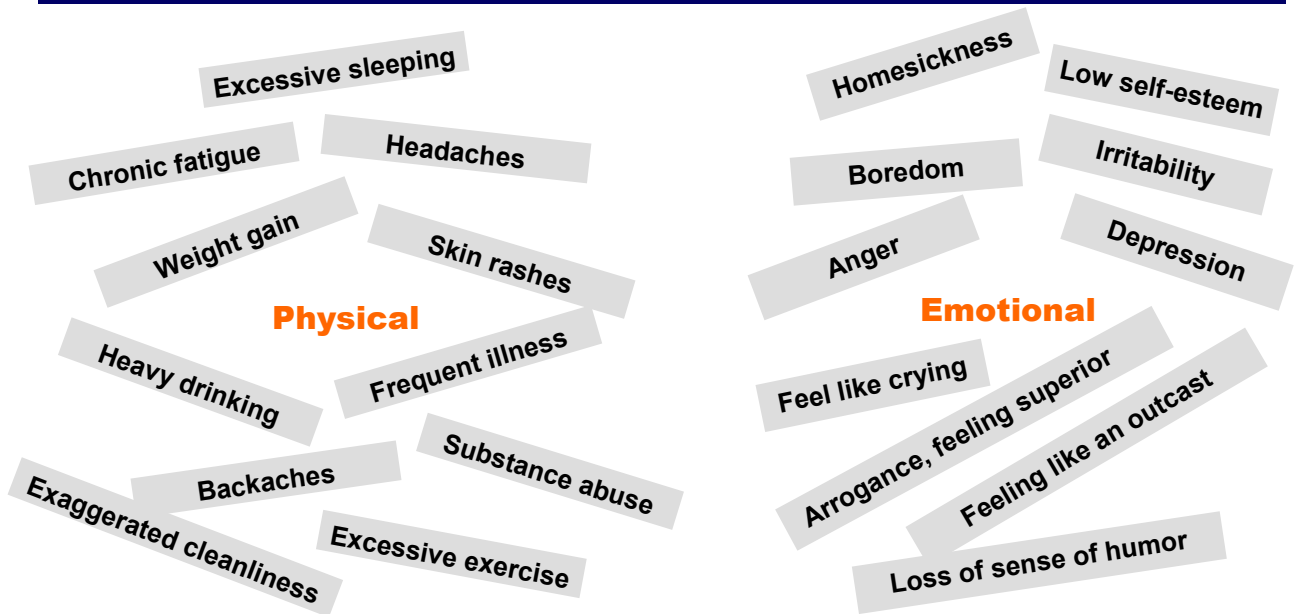 Excessive sleeping
Chronic fatigue
Headaches
Weight gain
Skin rashes
Physical
Heavy drinking
Frequent illness
Backaches
Substance abuse
Exaggerated cleanliness
Excessive exercise
Homesickness
Low self-esteem
Boredom
Irritability
Anger
Depression
Emotional
Feel like crying
Arrogance, feeling superior
Feeling like an outcast
Loss of sense of humor